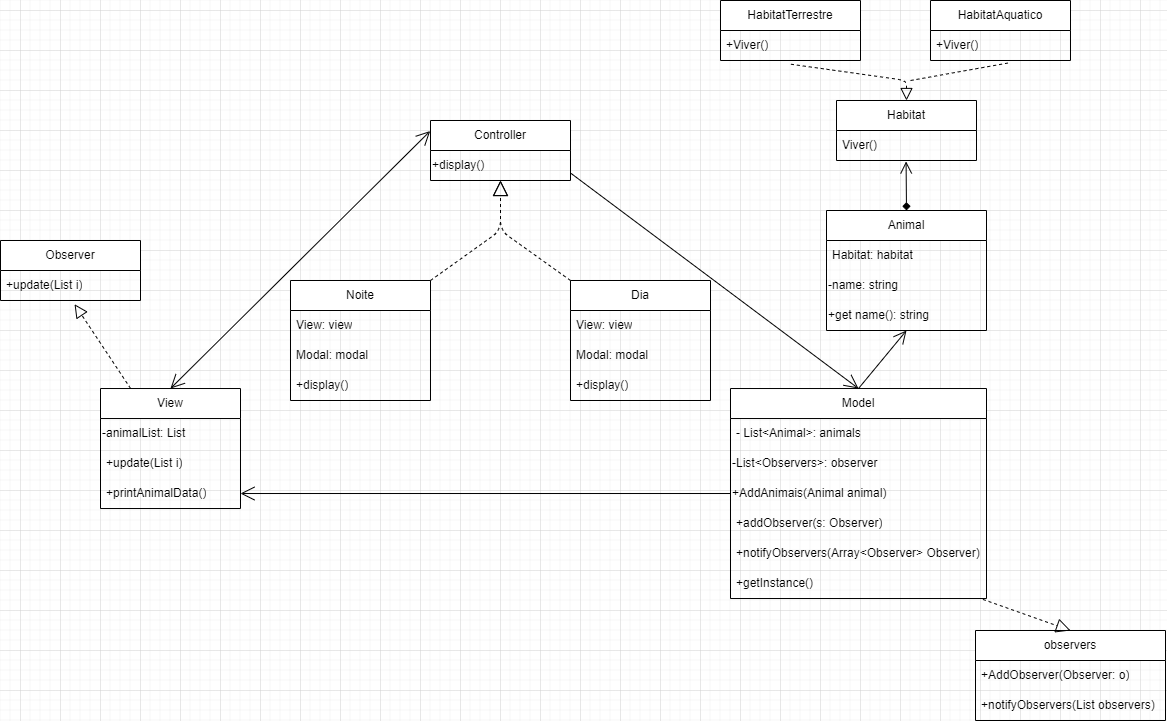 HabitatTerrestre
+Viver()
HabitatAquatico
+Viver()
Habitat
Viver()
Controller
+display()
Animal
Habitat: habitat
-name: string
+get name(): string
Observer
+update(List i)
Noite
View: view
Modal: modal
+display()
Dia
View: view
Modal: modal
+display()
View
-animalList: List
+update(List i)
+printAnimalData()
Model
- List<Animal>: animals
-List<Observers>: observer
+AddAnimais(Animal animal)
+addObserver(s: Observer)
+notifyObservers(Array<Observer> Observer)
+getInstance()
observers
+AddObserver(Observer: o)
+notifyObservers(List observers)